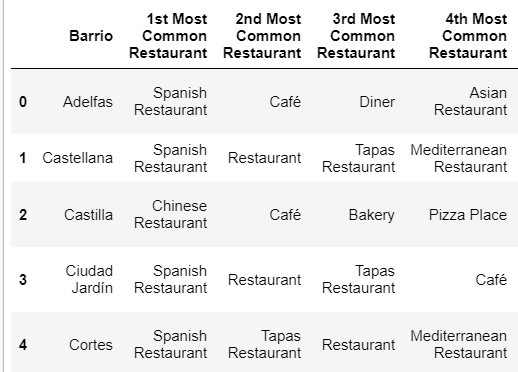 Barrio 1st Most Common Restaurant 2nd Most Common Restaurant 3rd Most Common Restaurant 4th Most Common Restaurant
0 Adelfas Spanish Restaurant Café Diner Asian Restaurant
1 Castellana Spanish Restaurant Restaurant Tapas Restaurant Mediterranean Restaurant
2 Castilla Chinese Restaurant Café Bakery Pizza Place
3 Ciudad Jardín Spanish Restaurant Restaurant Tapas Restaurant Café
4 Cortes Spanish Restaurant Tapas Restaurant Restaurant Mediterranean Restaurant